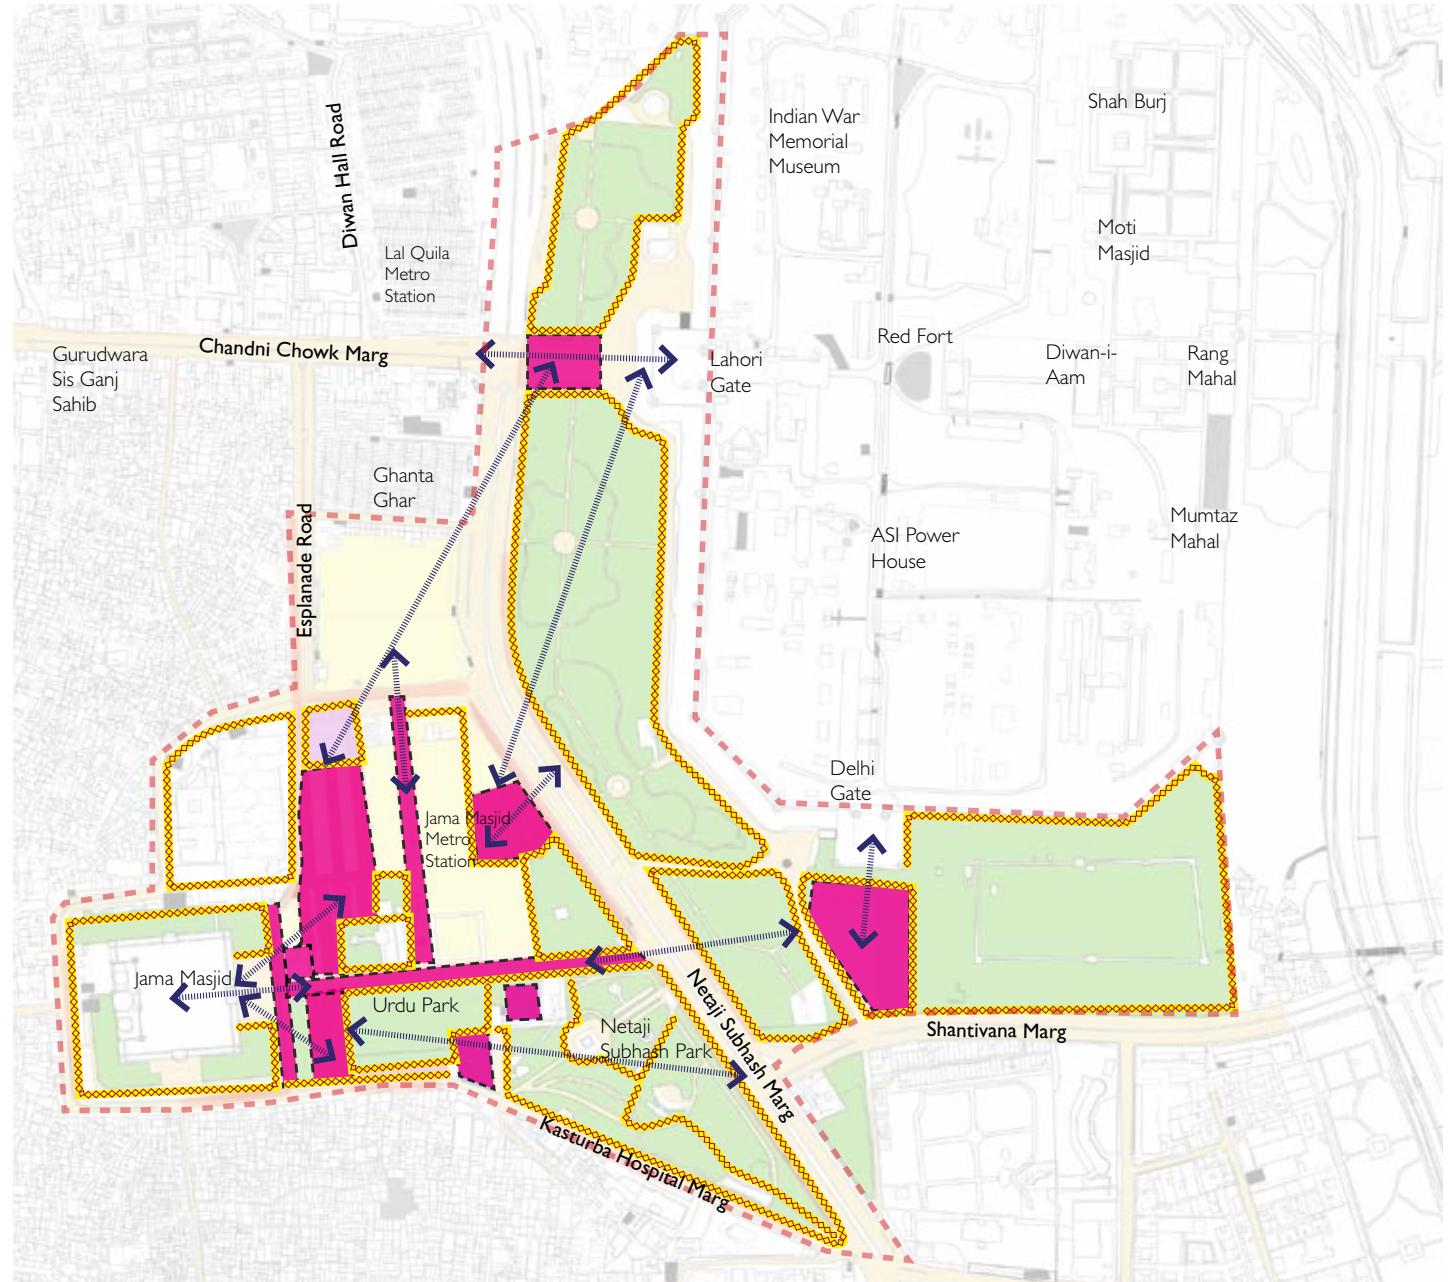 Shah Burj
Indian War
Memorial
Museum
Diwan Hall Road
Moti
Masjid
Lal Quila
Metro
Station
Chandni Chowk Marg
Gurudwara
Sis Ganj
Sahib
Lahori
Gate
Red Fort
Diwan-i-
Aam
Rang
Mahal
Ghanta
Ghar
Esplanade Road
ASI Power
House
Mumtaz
Mahal
Delhi
Gate
Jama Masjid
Metro
Station
Jama Masjid
Urdu Park
Netaji
Subhash Park
Netaji Subhash Marg
Shantivana Marg
Kasturba Hospital Marg